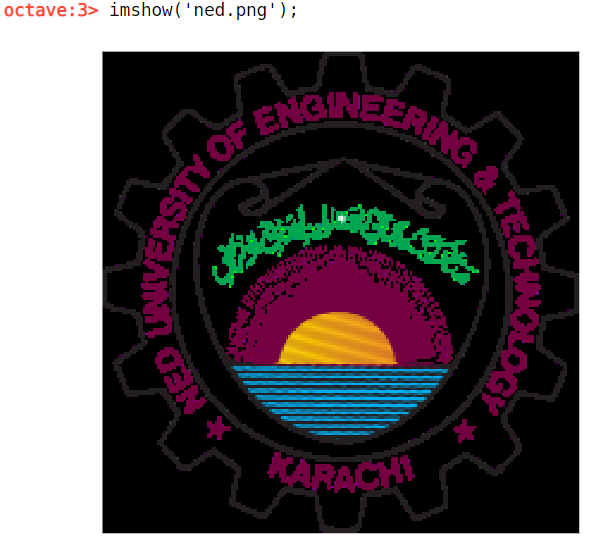 octave:3> imshow('ned.png');
NED UNIVERSITY OF ENGINEERING & TECHNOLOGY
KARACHI